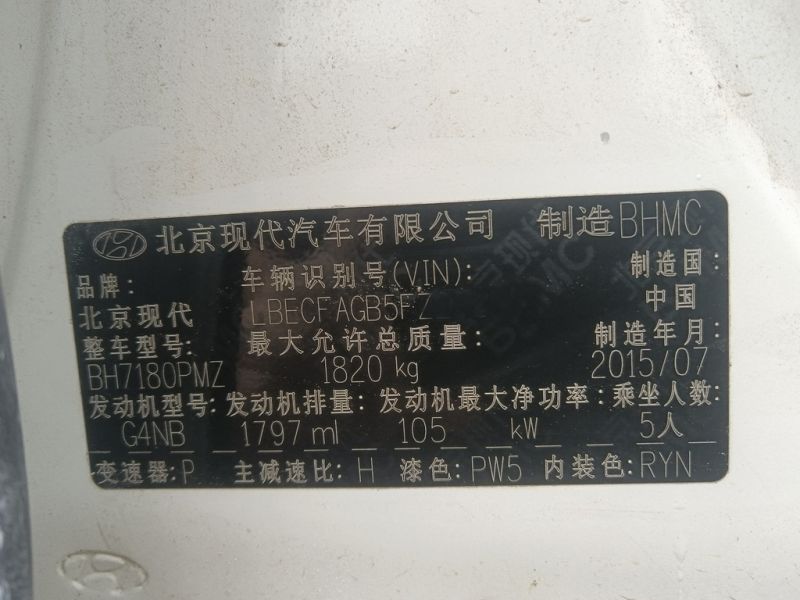 北京现代汽车有限公司 制造BHMC
品牌: 车辆识别号(VIN): 制造国:
北京现代 LBECFAGB5FZ 中国
整车型号: 最大允许总质量: 制造年月:
BH7180PMZ 1820 kg 2015/07
发动机型号: 发动机排量: 发动机最大净功率: 乘坐人数:
G4NB 1797 ml 105 kW 5人
变速器: P 主减速比: H 漆色: PW5 内装色: RYN